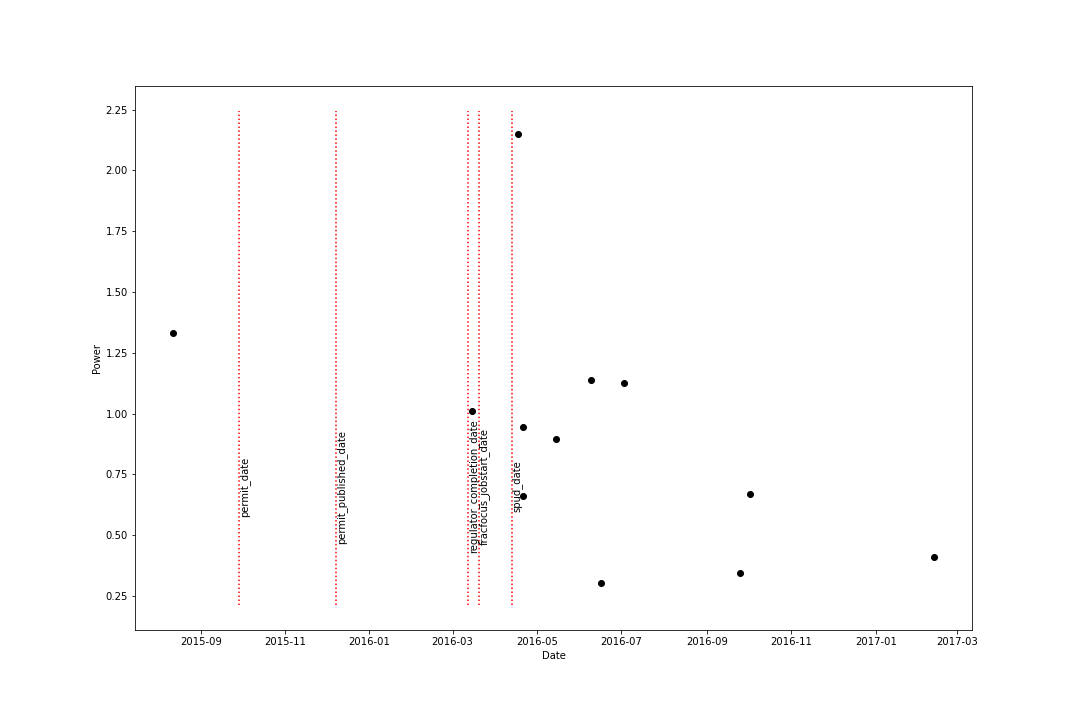 2.25
2.00
1.75
1.50
1.25
1.00
0.75
0.50
0.25
Power
permit_date
permit_published_date
regulator_completion_date
fracfocus_jobstart_date
spud_date
2015-09 2015-11 2016-01 2016-03 2016-05 2016-07 2016-09 2016-11 2017-01 2017-03
Date